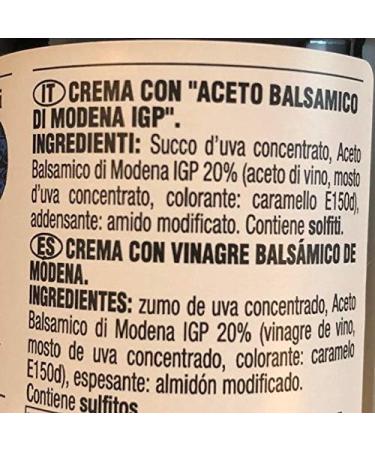 IT CREMA CON "ACETO BALSAMICO
DI MODENA IGP".
INGREDIENTI: Succo d'uva concentrato, Aceto
Balsamico di Modena IGP 20% (aceto di vino, mosto
d'uva concentrato, colorante: caramello E150d),
addensante: amido modificato. Contiene solfiti.
ES CREMA CON VINAGRE BALSÁMICO DE
MODENA.
INGREDIENTES: zumo de uva concentrado, Aceto
Balsamico di Modena IGP 20% (vinagre de vino,
mosto de uva concentrado, colorante: caramelo
E150d), espesante: almidón modificado.
Contiene sulfitos.